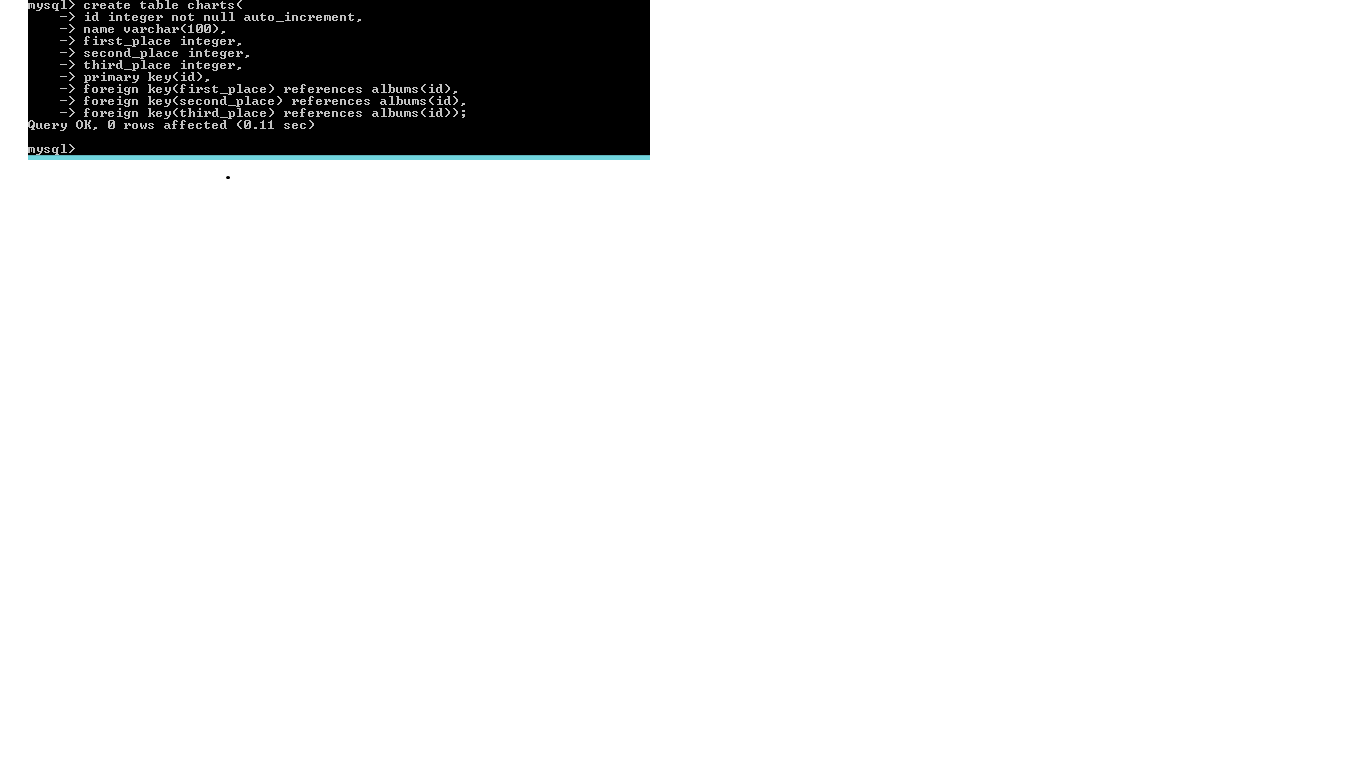 mysql> create table charts(
    -> id integer not null auto_increment,
    -> name varchar(100),
    -> first_place integer,
    -> second_place integer,
    -> third_place integer,
    -> primary key(id),
    -> foreign key(first_place) references albums(id),
    -> foreign key(second_place) references albums(id),
    -> foreign key(third_place) references albums(id));
Query OK, 0 rows affected (0.11 sec)
mysql>